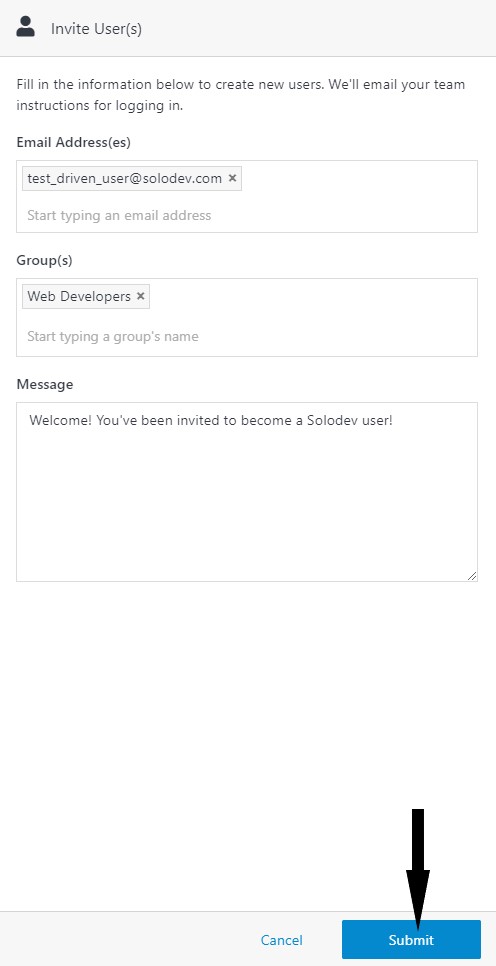 Invite User(s)
Fill in the information below to create new users. We'll email your team
instructions for logging in.
Email Address(es)
test_driven_user@solodev.com ×
Start typing an email address
Group(s)
Web Developers ×
Start typing a group's name
Message
Welcome! You've been invited to become a Solodev user!
Cancel Submit